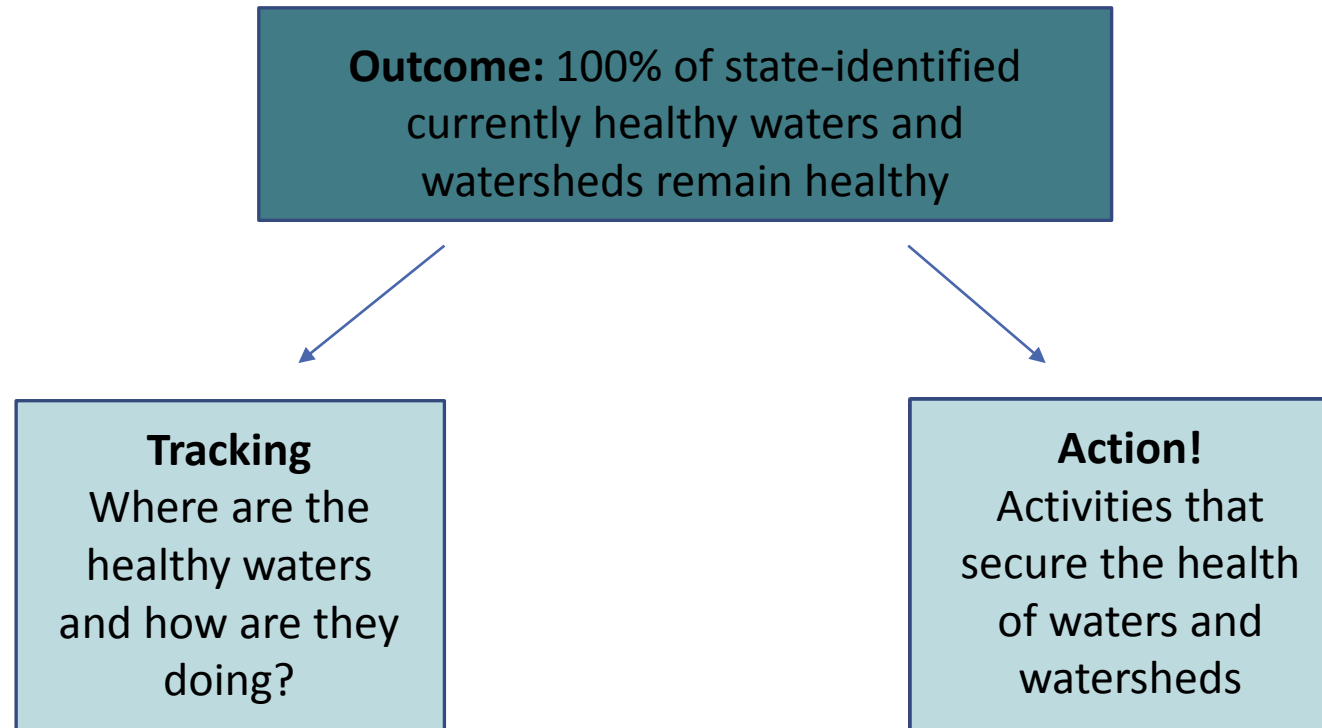 Outcome: 100% of state-identified
currently healthy waters and
watersheds remain healthy
Tracking
Where are the
healthy waters
and how are they
doing?
Action!
Activities that
secure the health
of waters and
watersheds